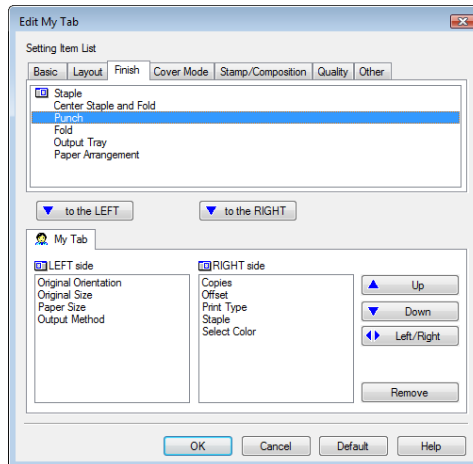 Edit My Tab
Setting Item List
Basic Layout Finish Cover Mode Stamp/Composition Quality Other
Staple
Center Staple and Fold
Punch
Fold
Output Tray
Paper Arrangement
to the LEFT to the RIGHT
My Tab
LEFT side
Original Orientation
Original Size
Paper Size
Output Method
RIGHT side
Copies
Offset
Print Type
Staple
Select Color
Up
Down
Left/Right
Remove
OK Cancel Default Help